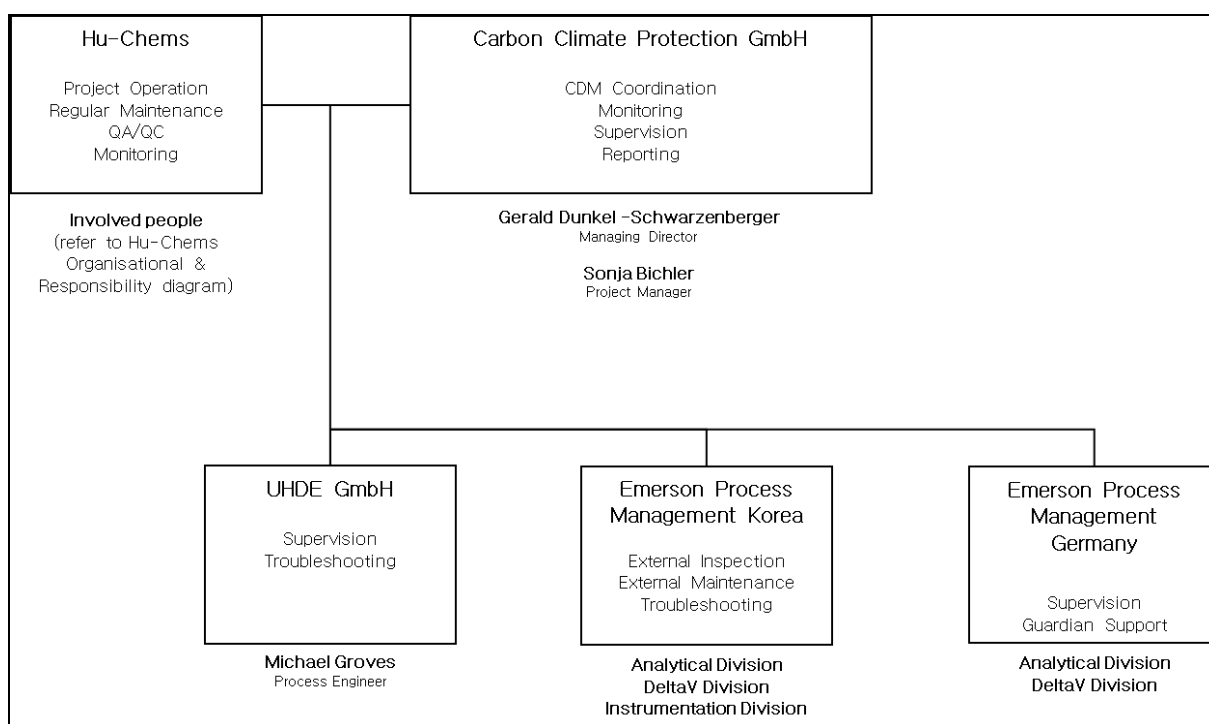 Hu-Chems
Project Operation
Regular Maintenance
QA/QC
Monitoring
Involved people
(refer to Hu-Chems
Organisational &
Responsibility diagram)
Carbon Climate Protection GmbH
CDM Coordination
Monitoring
Supervision
Reporting
Gerald Dunkel -Schwarzenberger
Managing Director
Sonja Bichler
Project Manager
UHDE GmbH
Supervision
Troubleshooting
Michael Groves
Process Engineer
Emerson Process
Management Korea
External Inspection
External Maintenance
Troubleshooting
Analytical Division
DeltaV Division
Instrumentation Division
Emerson Process
Management
Germany
Supervision
Guardian Support
Analytical Division
DeltaV Division